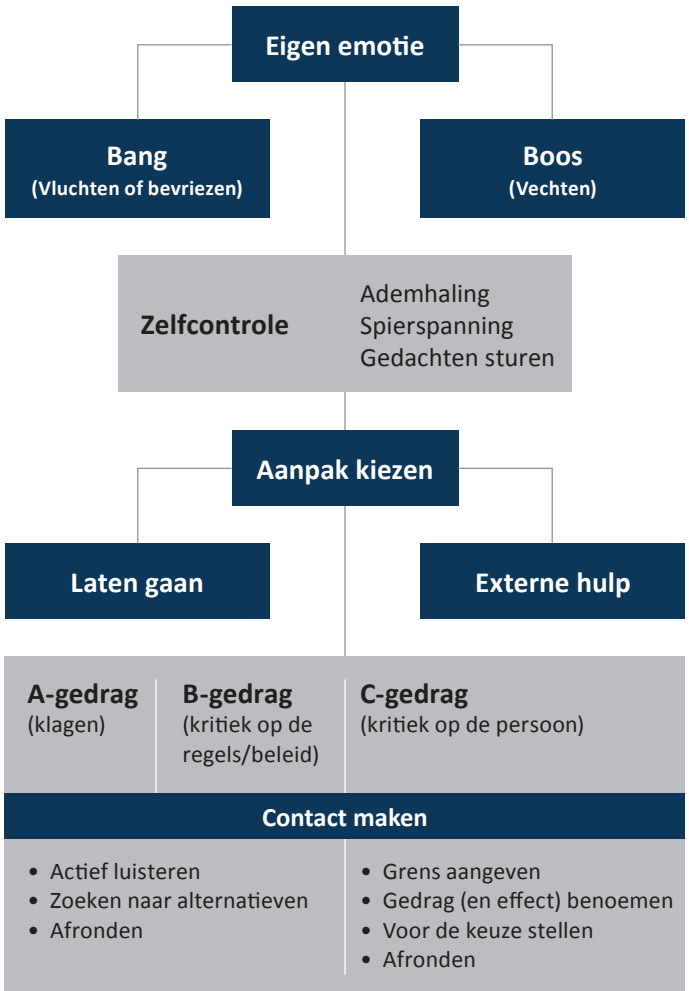 Eigen emotie
Bang
(Vluchten of bevriezen)
Boos
(Vechten)
Zelfcontrole
Ademhaling
Spierspanning
Gedachten sturen
Aanpak kiezen
Laten gaan
Externe hulp
A-gedrag
(klagen)
B-gedrag
(kritiek op de
regels/beleid)
C-gedrag
(kritiek op de persoon)
Contact maken
• Actief luisteren
• Zoeken naar alternatieven
• Afronden
• Grens aangeven
• Gedrag (en effect) benoemen
• Voor de keuze stellen
• Afronden